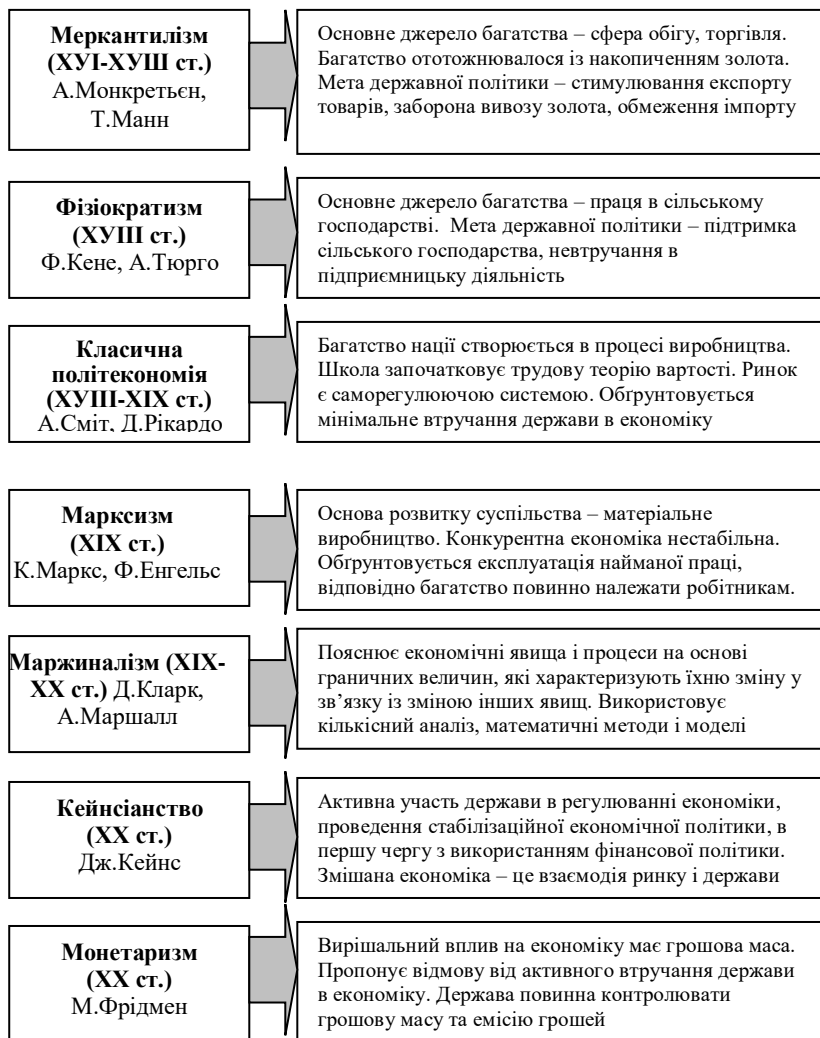 Меркантилізм
(ХУІ-ХУІІІ ст.)
А.Монкретьєн,
Т.Манн
Основне джерело багатства – сфера обігу, торгівля.
Багатство ототожнювалося із накопиченням золота.
Мета державної політики – стимулювання експорту
товарів, заборона вивозу золота, обмеження імпорту
Фізіократизм
(ХУІІІ ст.)
Ф.Кене, А.Тюрго
Основне джерело багатства – праця в сільському
господарстві.  Мета державної політики – підтримка
сільського господарства, невтручання в
підприємницьку діяльність
Класична
політекономія
(ХУІІІ-ХІХ ст.)
А.Сміт, Д.Рікардо
Багатство нації створюється в процесі виробництва.
Школа започатковує трудову теорію вартості. Ринок
є саморегулюючою системою. Обґрунтовується
мінімальне втручання держави в економіку
Марксизм
(ХІХ ст.)
К.Маркс, Ф.Енгельс
Основа розвитку суспільства – матеріальне
виробництво. Конкурентна економіка нестабільна.
Обґрунтовується експлуатація найманої праці,
відповідно багатство повинно належати робітникам.
Маржиналізм (ХІХ-
ХХ ст.) Д.Кларк,
А.Маршалл
Пояснює економічні явища і процеси на основі
граничних величин, які характеризують їхню зміну у
зв’язку із зміною інших явищ. Використовує
кількісний аналіз, математичні методи і моделі
Кейнсіанство
(ХХ ст.)
Дж.Кейнс
Активна участь держави в регулюванні економіки,
проведення стабілізаційної економічної політики, в
першу чергу з використанням фінансової політики.
Змішана економіка – це взаємодія ринку і держави
Монетаризм
(ХХ ст.)
М.Фрідмен
Вирішальний вплив на економіку має грошова маса.
Пропонує відмову від активного втручання держави
в економіку. Держава повинна контролювати
грошову масу та емісію грошей